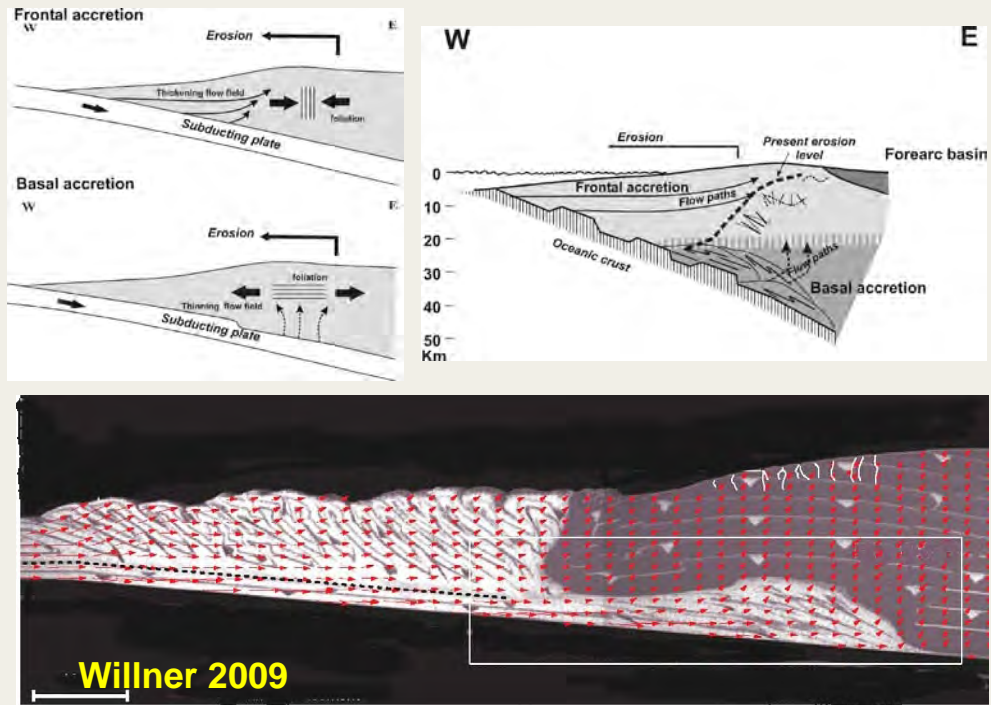 Frontal accretion
W E
Erosion
Thickening flow field
foliation
Subducting plate
Basal accretion
W E
Erosion
foliation
Thinning flow field
Subducting plate
W E
Erosion
Present erosion
level
Forearc basin
0
Frontal accretion
Flow paths
10
20
Oceanic crust
30
Flow paths
Basal accretion
40
50
Km
Willner 2009